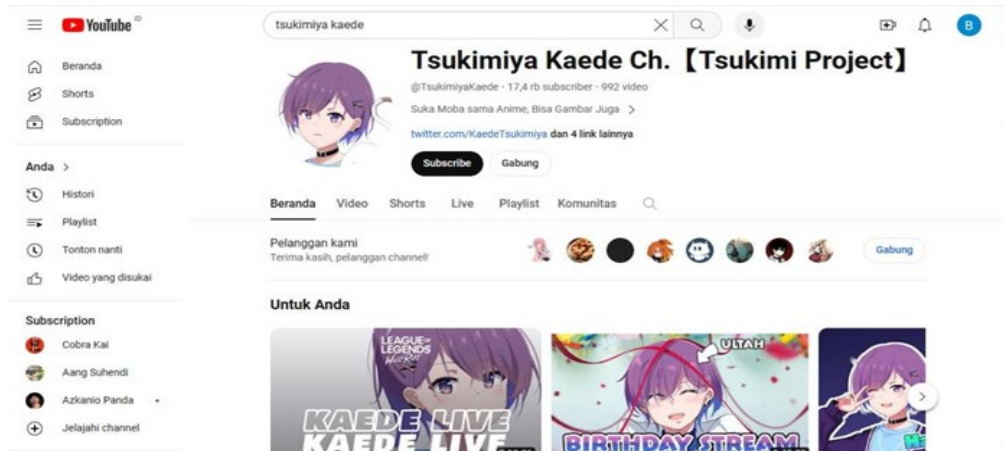 YouTube ID
tsukimiya kaede
B
Beranda
Shorts
Subscription
Anda >
Histori
Playlist
Tonton nanti
Video yang disukai
Subscription
Cobra Kai
Aang Suhendi
Azkanio Panda
Jelajahi channel
Tsukimiya Kaede Ch.【Tsukimi Project】
@TsukimiyaKaede · 17,4 rb subscriber · 992 video
Suka Moba sama Anime, Bisa Gambar Juga >
twitter.com/KaedeTsukimiya dan 4 link lainnya
Subscribe Gabung
Beranda Video Shorts Live Playlist Komunitas
Pelanggan kami
Terima kasih, pelanggan channel!
Gabung
Untuk Anda
LEAGUE OF
LEGENDS
WILD RIFT
KAEDE LIVE
KAEDE LIVE
ULTAH
BIRTHDAY STREAM